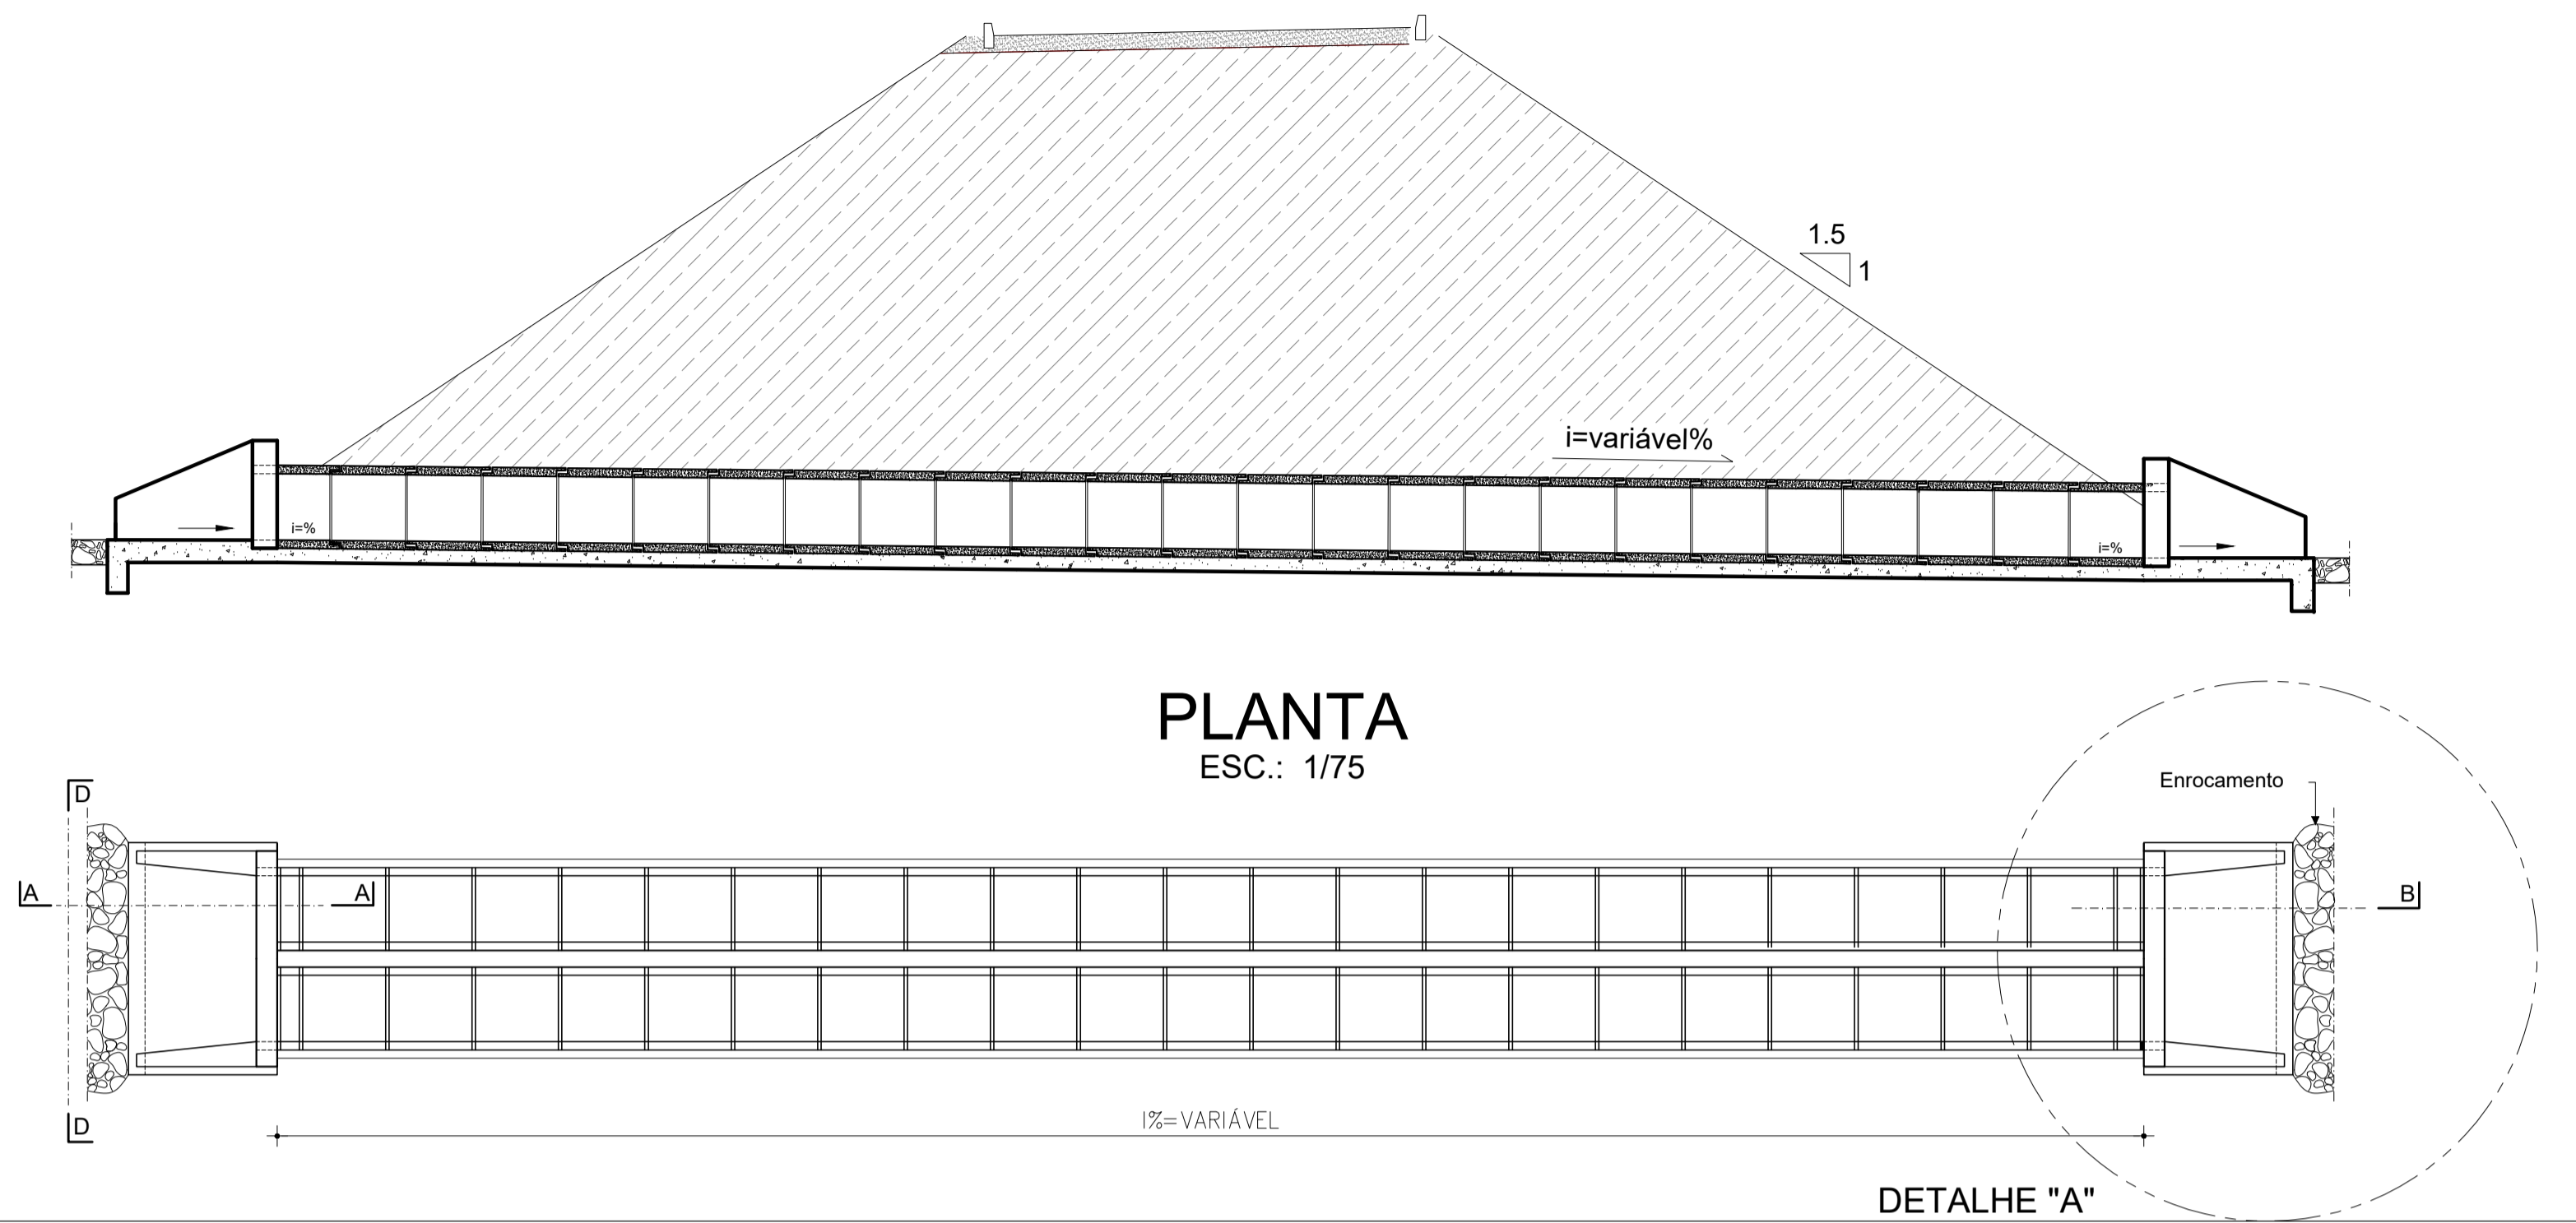 1.5
1
i=variável%
i=%
i=%
PLANTA
ESC.: 1/75
D
Enrocamento
A
A
B
D
I%=VARIÁVEL
DETALHE "A"